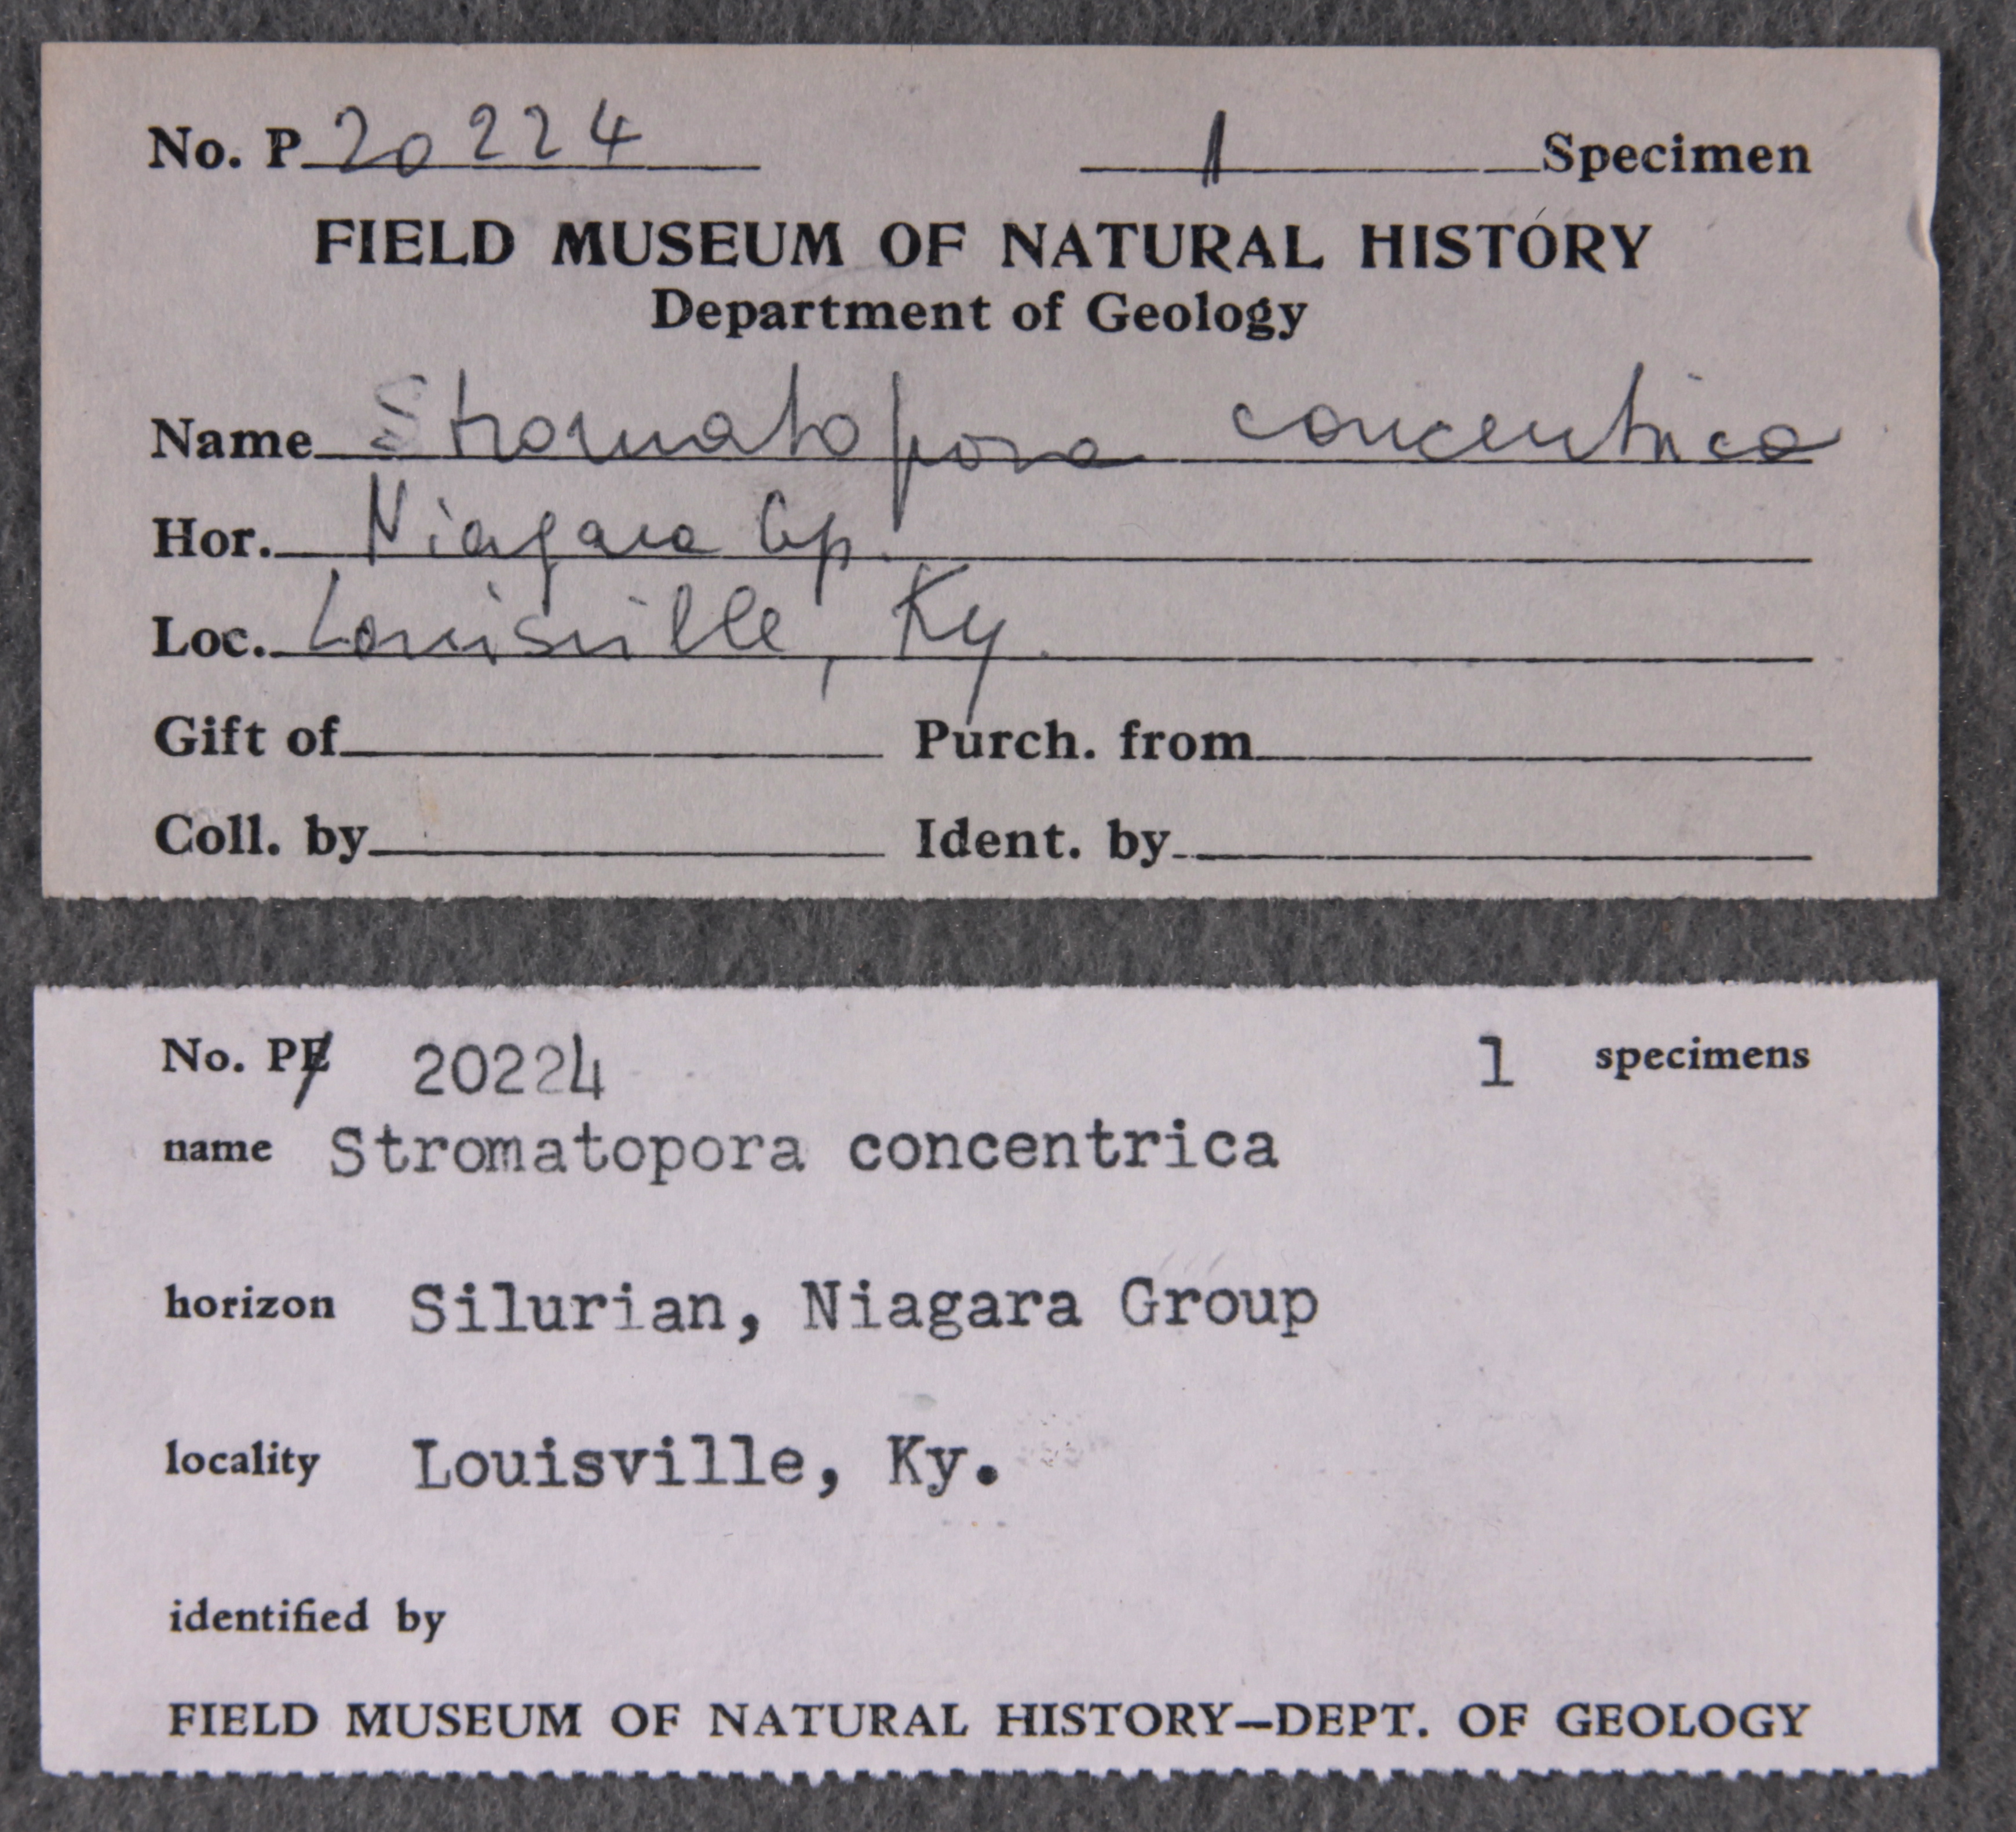 No. P 20224 1 Specimen
FIELD MUSEUM OF NATURAL HISTORY
Department of Geology
Name Stromatopora concentrica
Hor. Niagara Gp.
Loc. Louisville, Ky.
Gift of Purch. from
Coll. by Ident. by
No. PE 20224 1 specimens
name Stromatopora concentrica
horizon Silurian, Niagara Group
locality Louisville, Ky.
identified by
FIELD MUSEUM OF NATURAL HISTORY—DEPT. OF GEOLOGY